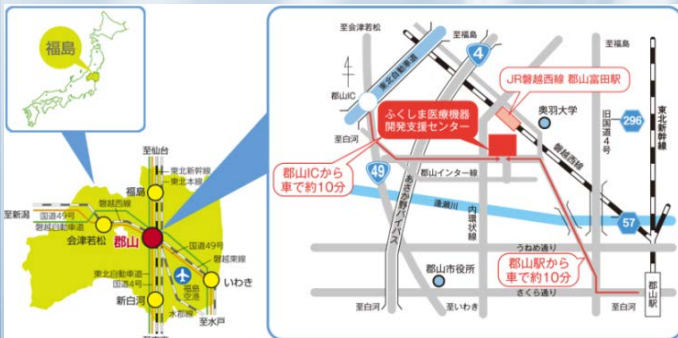 福島
至仙台
東北新幹線
東北本線
福島
至新潟
磐越西線
国道49号
磐越自動車道
会津若松
郡山
国道49号
磐越東線
東北自動車道
国道4号
福島
空港
いわき
新白河
水郡線
至水戸
至会津若松
至福島
4
至福島
東北自動車道
JR磐越西線 郡山富田駅
郡山IC
ふくしま医療機器
開発支援センター
奥羽大学
旧国道4号
296
東北新幹線
至白河
磐越西線
郡山ICから
車で約10分
49
郡山インター線
あさか野バイパス
内環状線
逢瀬川
57
うねめ通り
郡山駅から
車で約10分
郡山市役所
さくら通り
至白河
至いわき
至白河
郡山駅